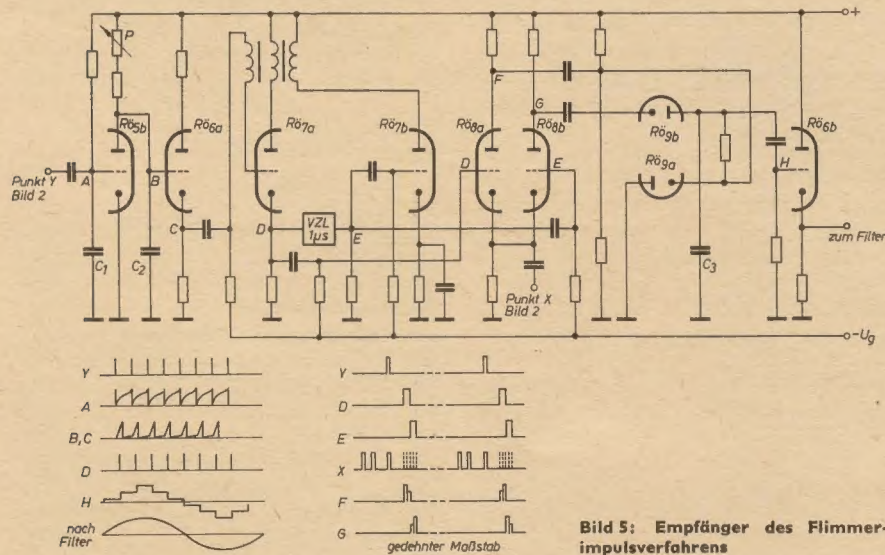 +
P
Rö5b
Rö6a
Rö7a
Rö7b
Rö8a
Rö8b
F
G
Rö9b
Rö9a
Rö6b
Punkt Y
Bild 2
A
B
C
D
VZL
1µs
E
D
E
H
C1
C2
C3
Punkt X
Bild 2
zum Filter
-Ug
Y
A
B,C
D
H
nach
Filter
Y
D
E
X
F
G
gedehnter Maßstab
Bild 5: Empfänger des Flimmer-
impulsverfahrens